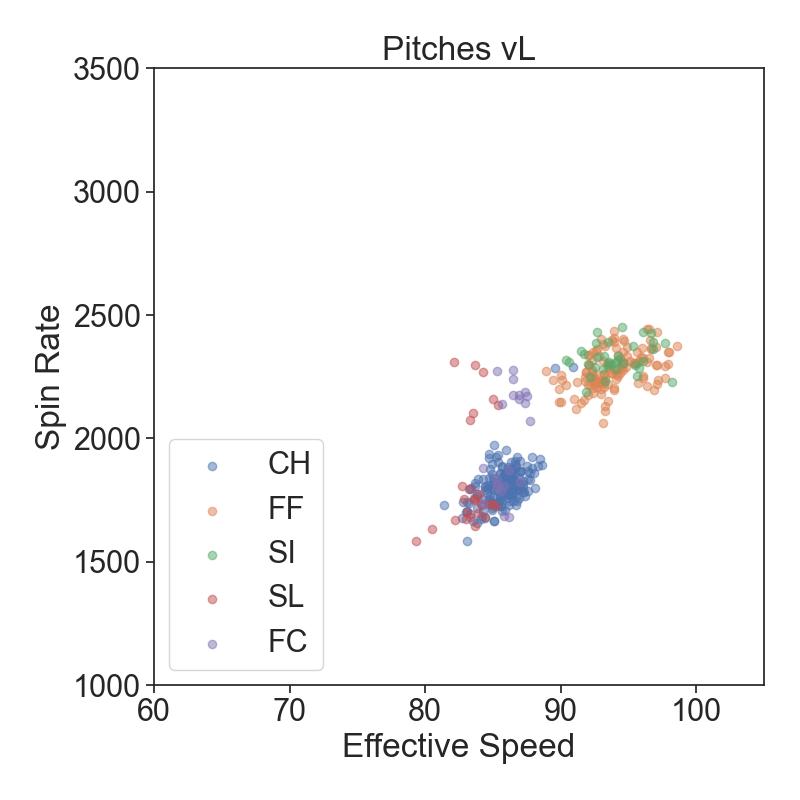 Pitches vL
3500
3000
2500
2000
1500
1000
Spin Rate
CH
FF
SI
SL
FC
60 70 80 90 100
Effective Speed